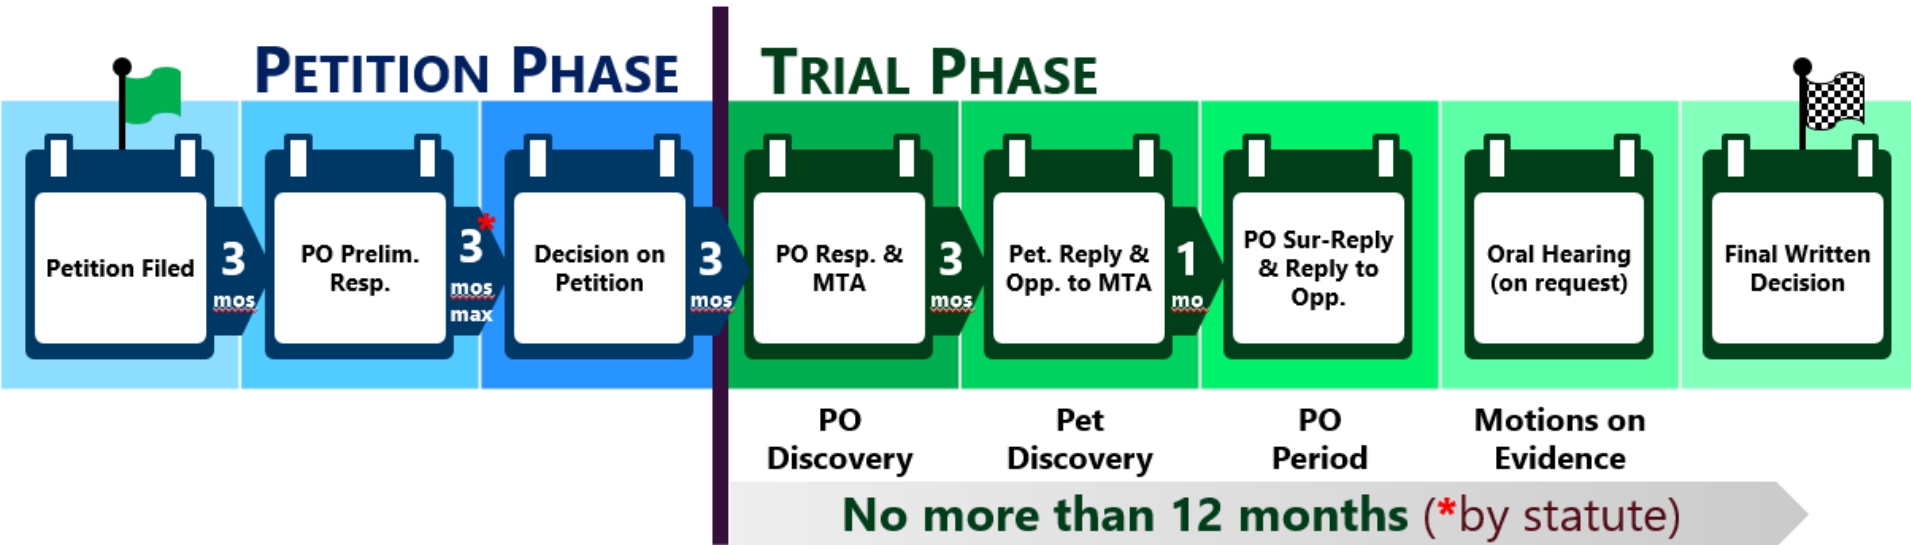 PETITION PHASE
TRIAL PHASE
Petition Filed
3
mos
PO Prelim.
Resp.
3*
mos
max
Decision on
Petition
3
mos
PO Resp. &
MTA
3
mos
Pet. Reply &
Opp. to MTA
1
mo
PO Sur-Reply
& Reply to
Opp.
Oral Hearing
(on request)
Final Written
Decision
PO
Discovery
Pet
Discovery
PO
Period
Motions on
Evidence
No more than 12 months (*by statute)